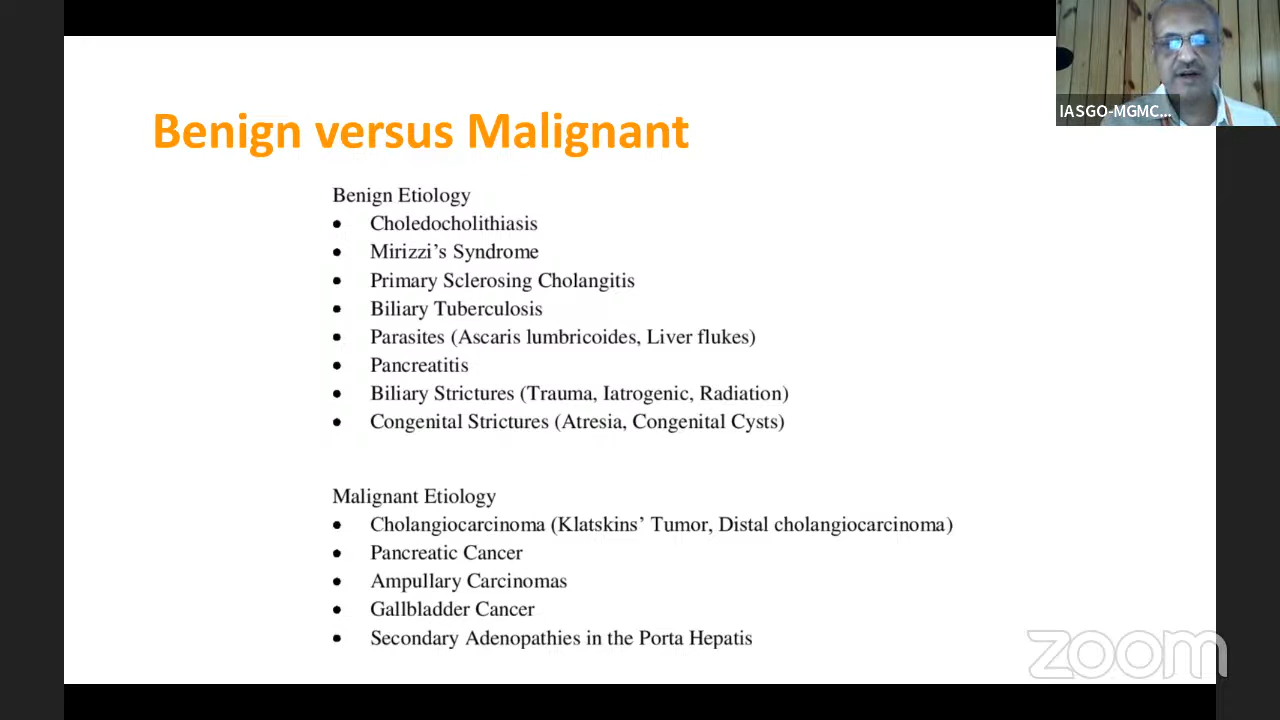 IASGO-MGMC...
Benign versus Malignant
Benign Etiology
• Choledocholithiasis
• Mirizzi’s Syndrome
• Primary Sclerosing Cholangitis
• Biliary Tuberculosis
• Parasites (Ascaris lumbricoides, Liver flukes)
• Pancreatitis
• Biliary Strictures (Trauma, Iatrogenic, Radiation)
• Congenital Strictures (Atresia, Congenital Cysts)
Malignant Etiology
• Cholangiocarcinoma (Klatskins’ Tumor, Distal cholangiocarcinoma)
• Pancreatic Cancer
• Ampullary Carcinomas
• Gallbladder Cancer
• Secondary Adenopathies in the Porta Hepatis
zoom